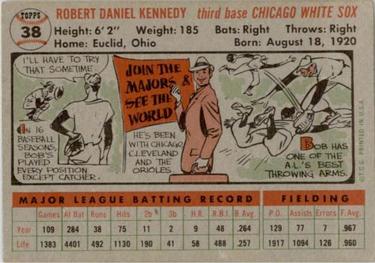 TOPPS
38
ROBERT DANIEL KENNEDY third base CHICAGO WHITE SOX
Height: 6' 2" Weight: 185 Bats: Right Throws: Right
Home: Euclid, Ohio Born: August 18, 1920
I'LL HAVE TO
TRY THAT
SOMETIME
IN 16
BASEBALL
SEASONS,
BOB'S
PLAYED
EVERY POSITION
EXCEPT CATCHER.
JOIN THE
MAJORS &
SEE THE
WORLD
HE'S BEEN
WITH CHICAGO
CLEVELAND
AND THE
ORIOLES.
BOB HAS
ONE OF THE
A.L.'S BEST
THROWING ARMS.
©T.C.G. PRINTED IN U.S.A.
MAJOR LEAGUE BATTING RECORD FIELDING
Games At Bat Runs Hits 2b 3b H.R. R.B.I. B. Avg. P.O. Assists Errors F. Avg.
Year 109 284 38 75 11 2 9 43 .264 129 77 7 .967
Life 1383 4401 492 1130 190 41 58 488 .257 1917 1094 126 .960